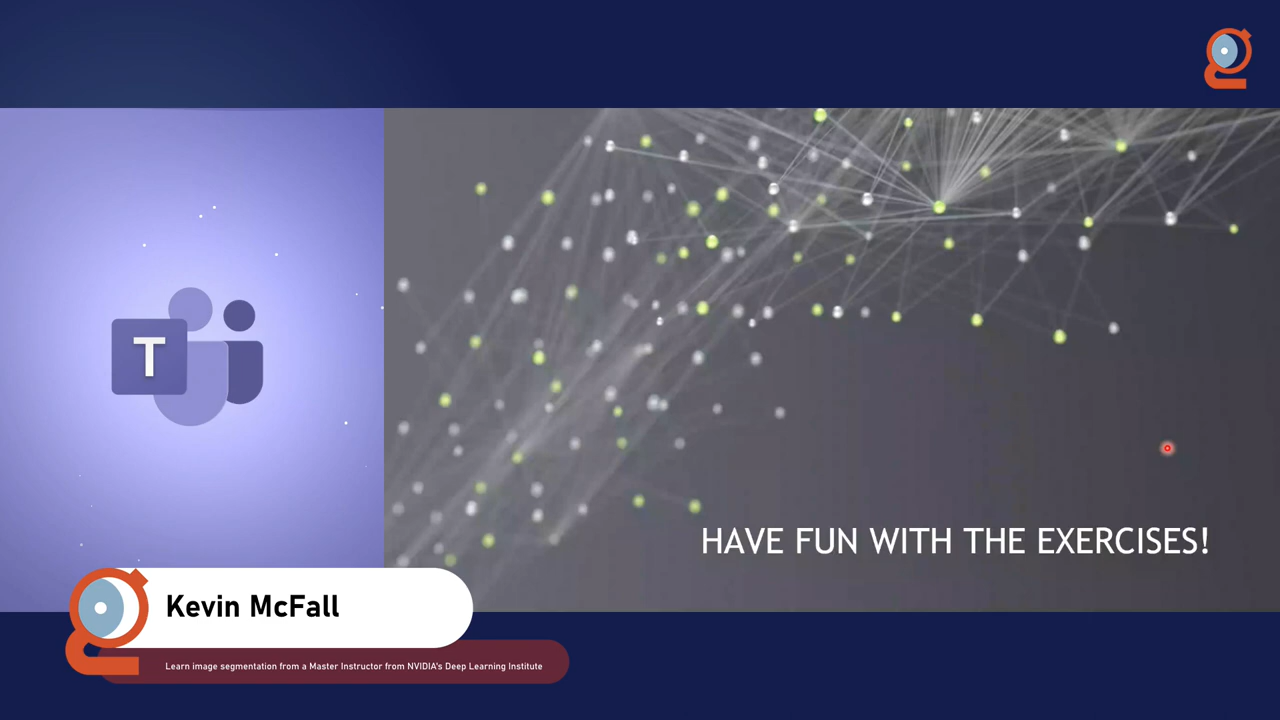 T
HAVE FUN WITH THE EXERCISES!
Kevin McFall
Learn image segmentation from a Master Instructor from NVIDIA's Deep Learning Institute